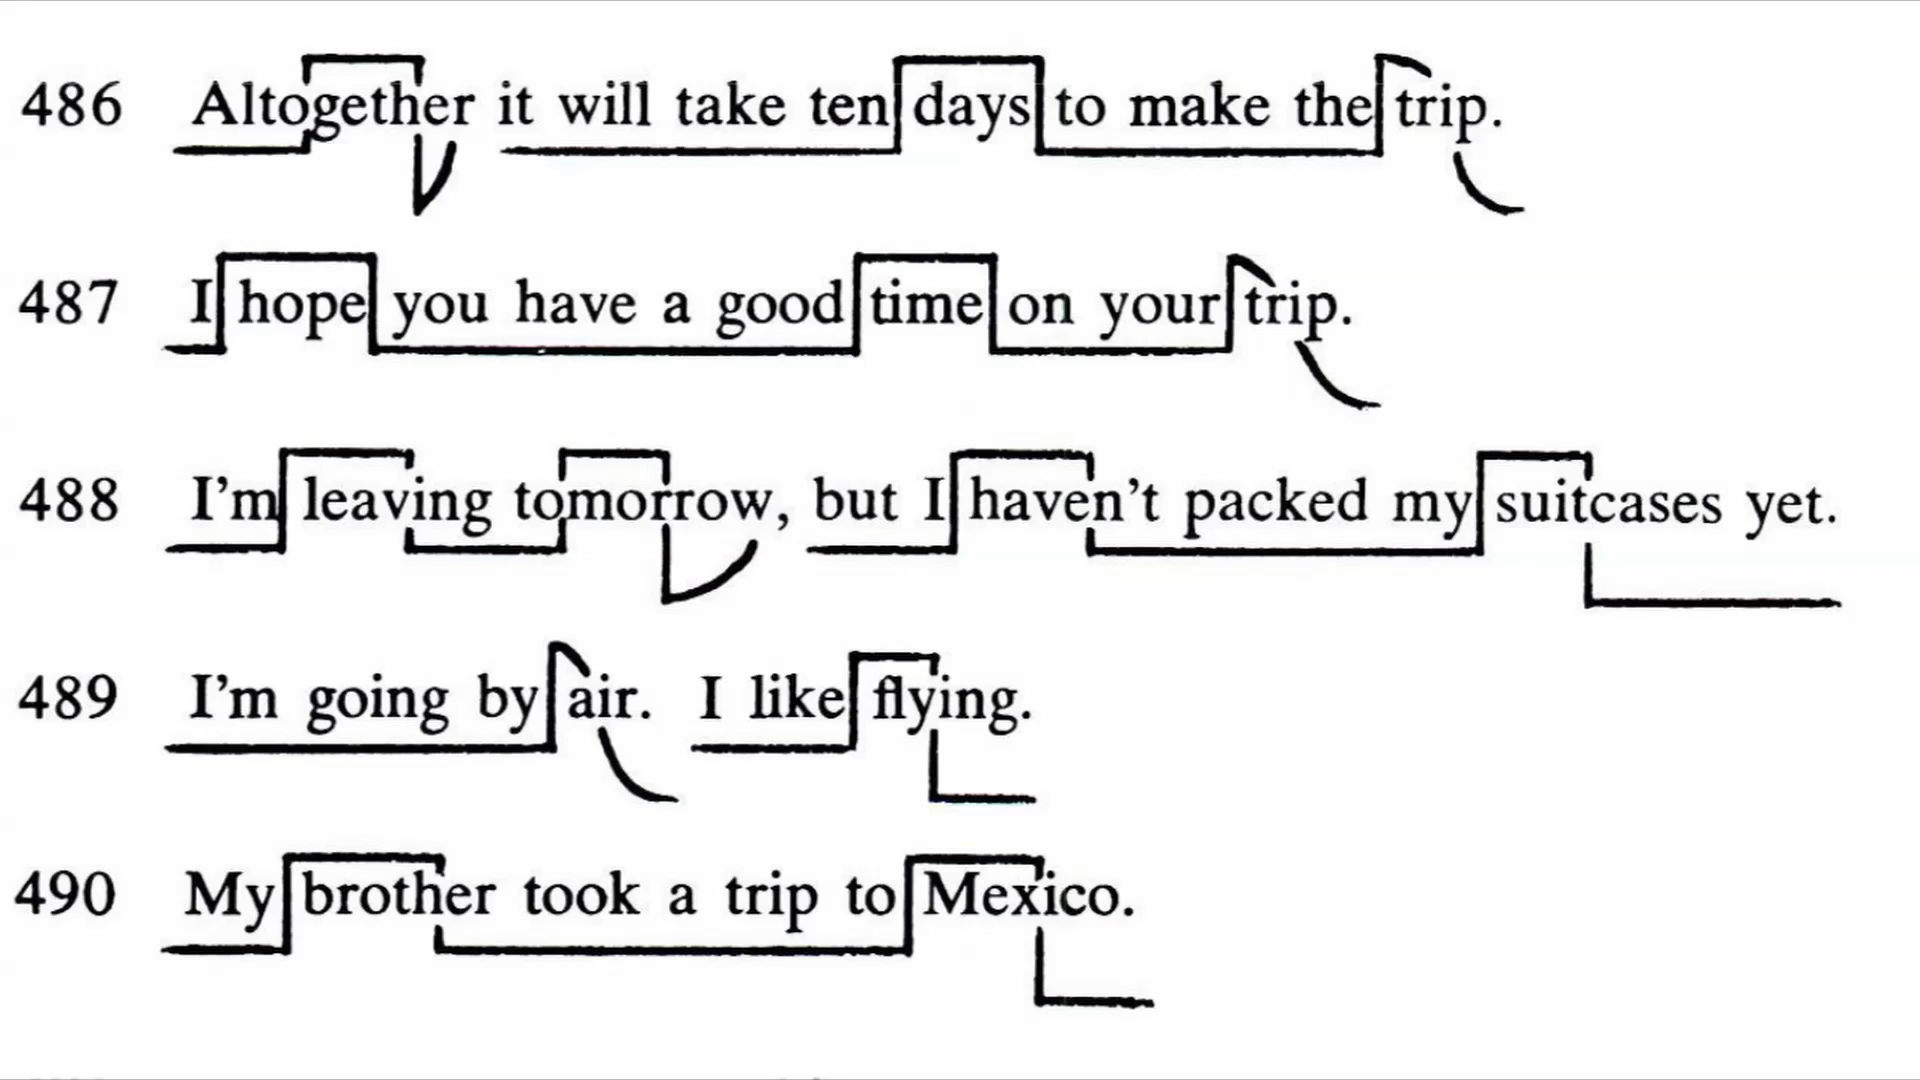 486 Altogether it will take ten days to make the trip.
487 I hope you have a good time on your trip.
488 I'm leaving tomorrow, but I haven't packed my suitcases yet.
489 I'm going by air. I like flying.
490 My brother took a trip to Mexico.